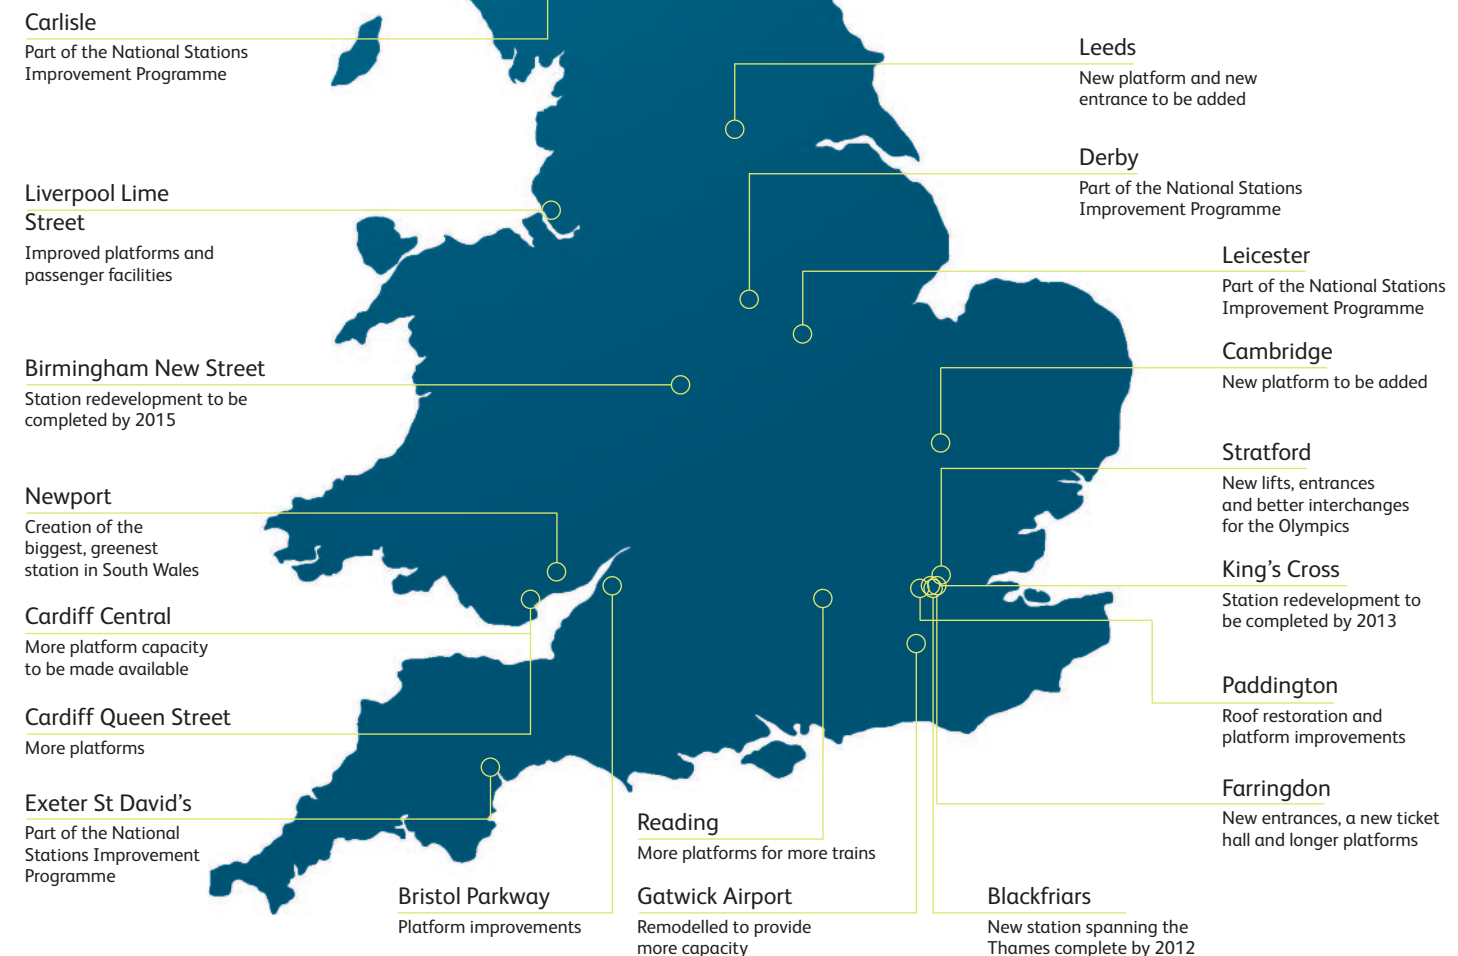 Carlisle
Part of the National Stations
Improvement Programme
Liverpool Lime
Street
Improved platforms and
passenger facilities
Birmingham New Street
Station redevelopment to be
completed by 2015
Newport
Creation of the
biggest, greenest
station in South Wales
Cardiff Central
More platform capacity
to be made available
Cardiff Queen Street
More platforms
Exeter St David’s
Part of the National
Stations Improvement
Programme
Bristol Parkway
Platform improvements
Reading
More platforms for more trains
Gatwick Airport
Remodelled to provide
more capacity
Blackfriars
New station spanning the
Thames complete by 2012
Leeds
New platform and new
entrance to be added
Derby
Part of the National Stations
Improvement Programme
Leicester
Part of the National Stations
Improvement Programme
Cambridge
New platform to be added
Stratford
New lifts, entrances
and better interchanges
for the Olympics
King’s Cross
Station redevelopment to
be completed by 2013
Paddington
Roof restoration and
platform improvements
Farringdon
New entrances, a new ticket
hall and longer platforms